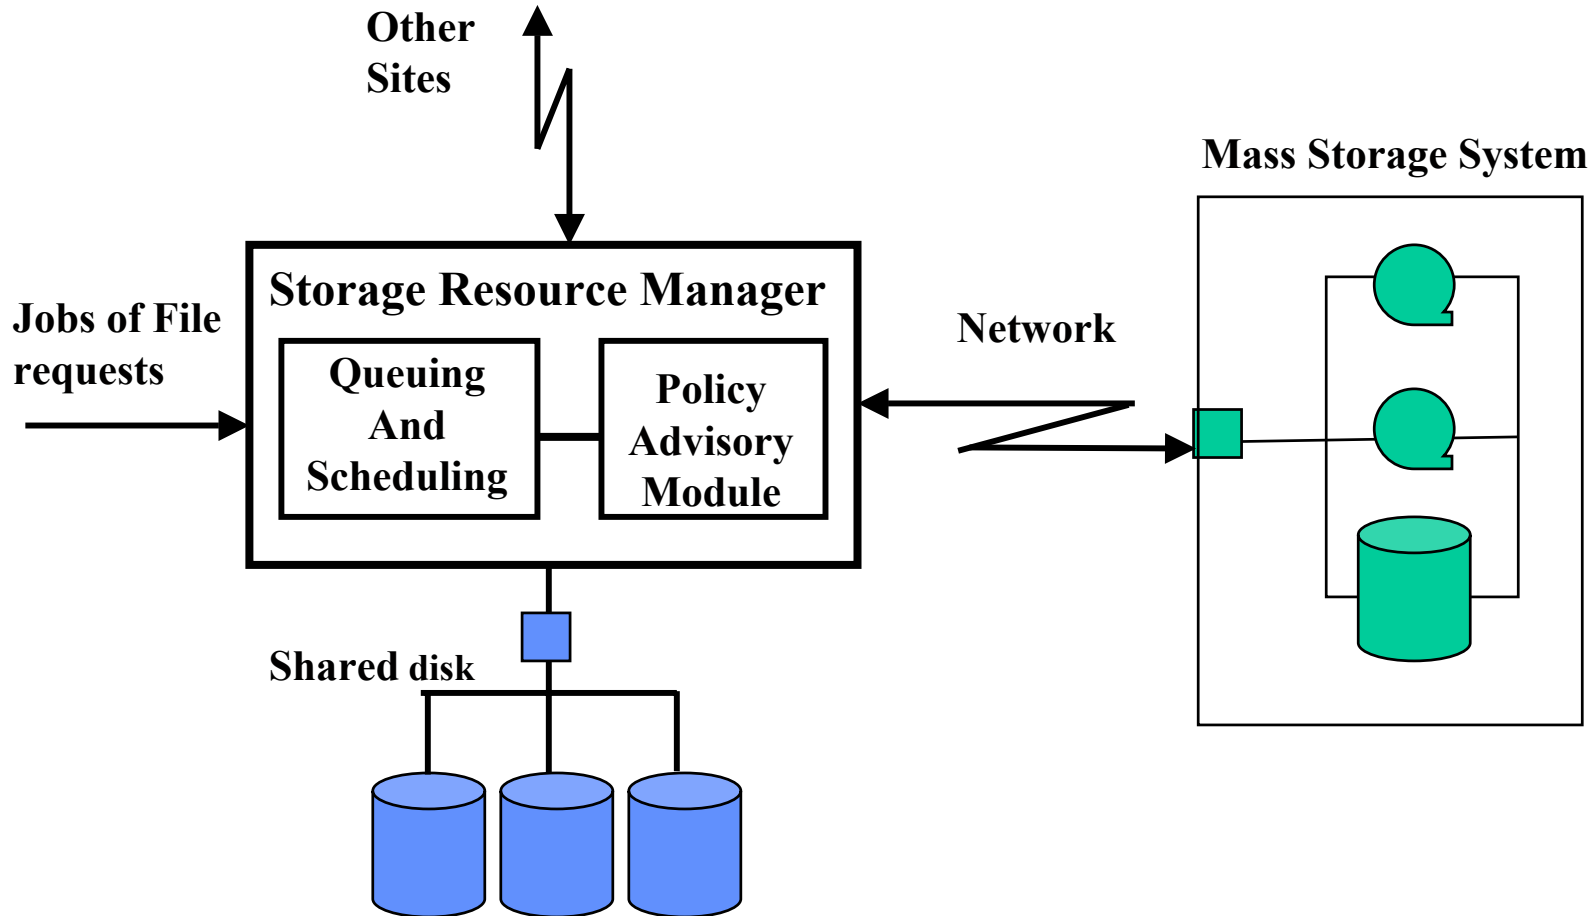 Other
Sites
Mass Storage System
Storage Resource Manager
Jobs of File
requests
Network
Queuing
And
Scheduling
Policy
Advisory
Module
Shared disk